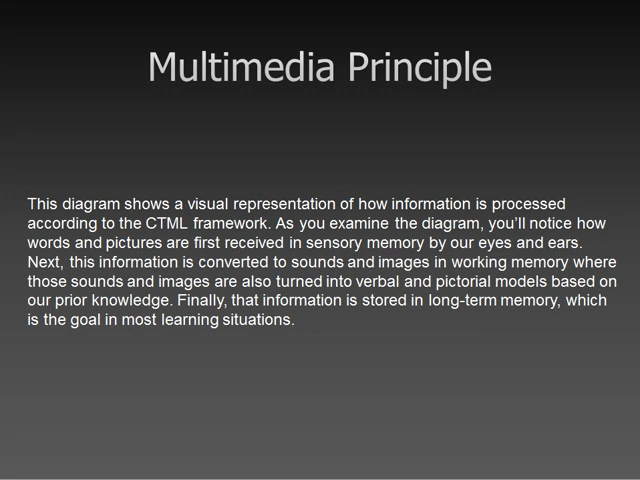 Multimedia Principle
This diagram shows a visual representation of how information is processed
according to the CTML framework. As you examine the diagram, you’ll notice how
words and pictures are first received in sensory memory by our eyes and ears.
Next, this information is converted to sounds and images in working memory where
those sounds and images are also turned into verbal and pictorial models based on
our prior knowledge. Finally, that information is stored in long-term memory, which
is the goal in most learning situations.